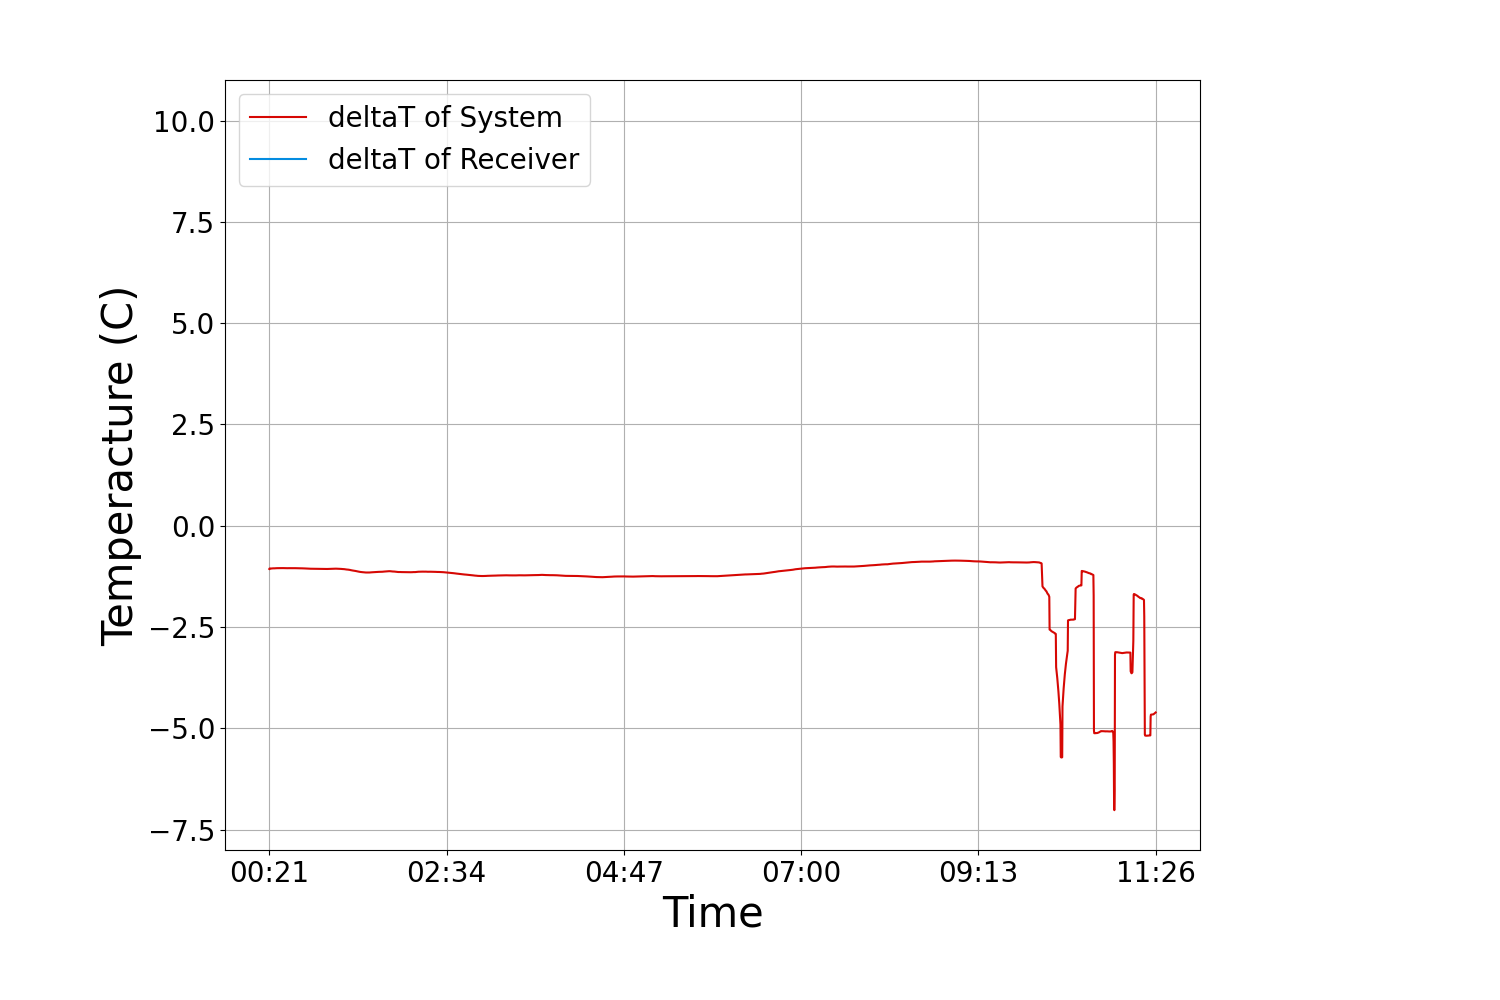 deltaT of System
deltaT of Receiver
10.0
7.5
5.0
2.5
0.0
−2.5
−5.0
−7.5
Temperacture (C)
00:21 02:34 04:47 07:00 09:13 11:26
Time